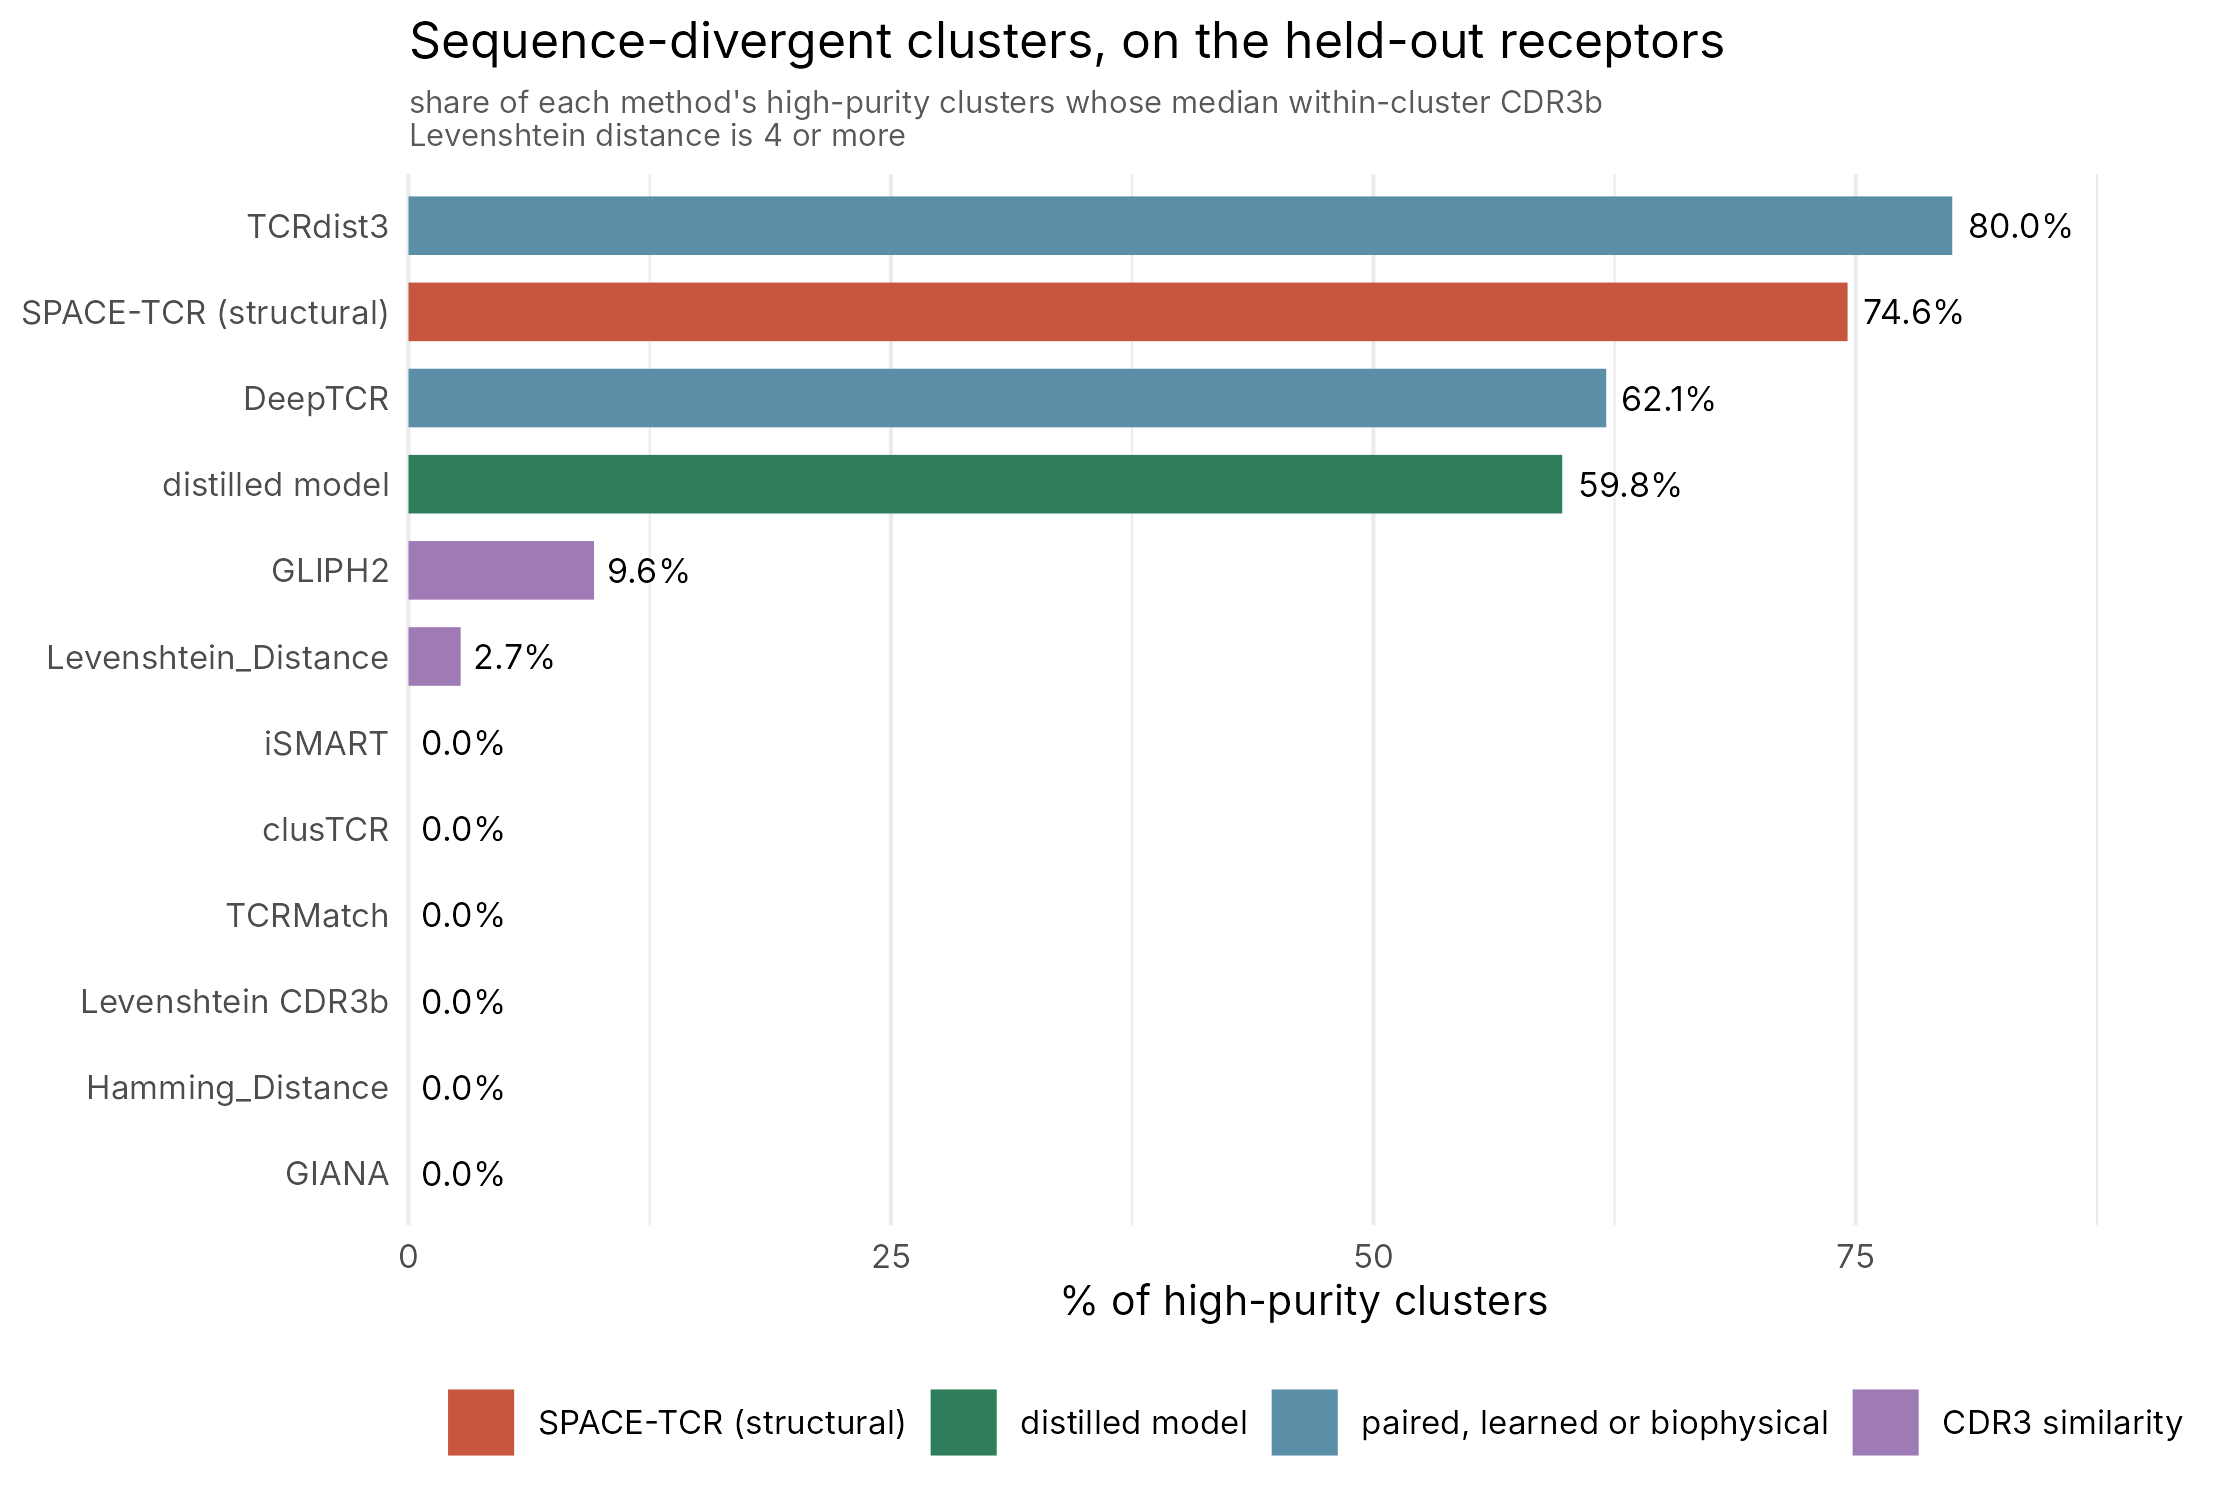 Sequence-divergent clusters, on the held-out receptors
share of each method's high-purity clusters whose median within-cluster CDR3b
Levenshtein distance is 4 or more
TCRdist3 80.0%
SPACE-TCR (structural) 74.6%
DeepTCR 62.1%
distilled model 59.8%
GLIPH2 9.6%
Levenshtein_Distance 2.7%
iSMART 0.0%
clusTCR 0.0%
TCRMatch 0.0%
Levenshtein CDR3b 0.0%
Hamming_Distance 0.0%
GIANA 0.0%
0 25 50 75
% of high-purity clusters
SPACE-TCR (structural) distilled model paired, learned or biophysical CDR3 similarity